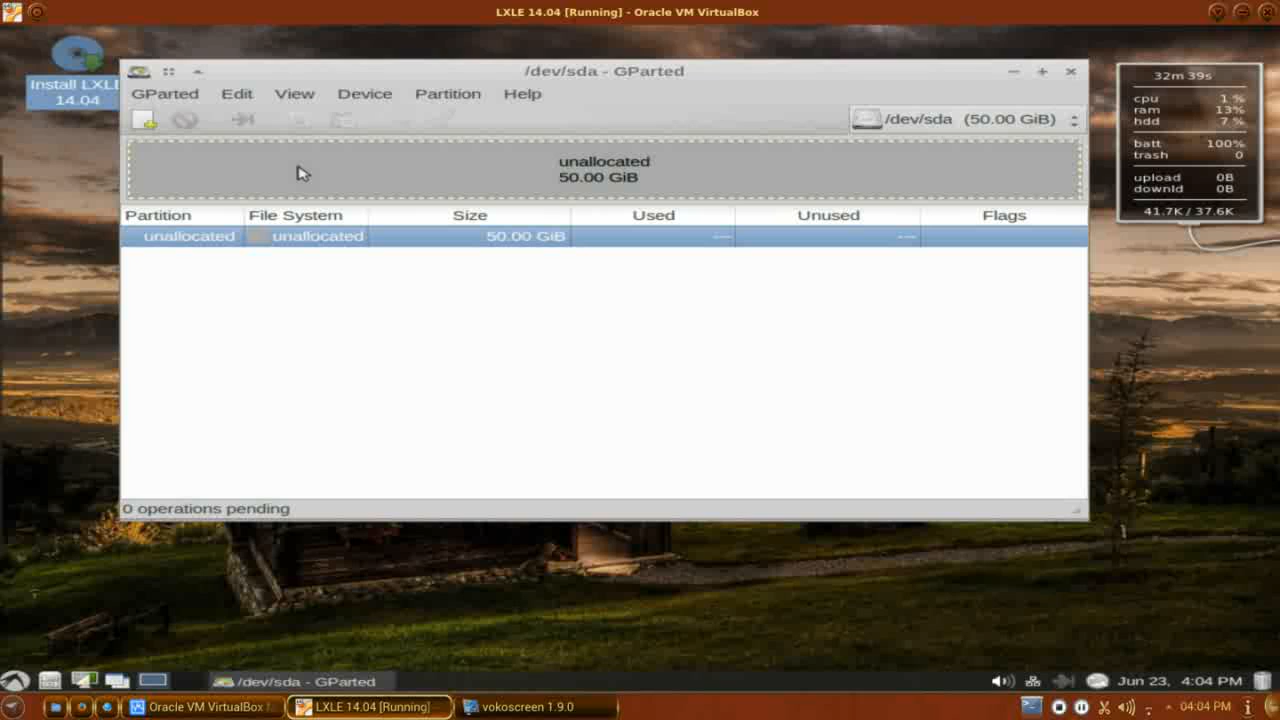 LXLE 14.04 [Running] - Oracle VM VirtualBox
Install LXLE
14.04
/dev/sda - GParted
GParted Edit View Device Partition Help
/dev/sda (50.00 GiB)
unallocated
50.00 GiB
Partition File System Size Used Unused Flags
unallocated unallocated 50.00 GiB --- ---
0 operations pending
32m 39s
cpu 1 %
ram 13%
hdd 7 %
batt 100%
trash 0
upload 0B
downld 0B
41.7K / 37.6K
/dev/sda - GParted Jun 23, 4:04 PM
Oracle VM VirtualBox LXLE 14.04 [Running] vokoscreen 1.9.0 04:04 PM